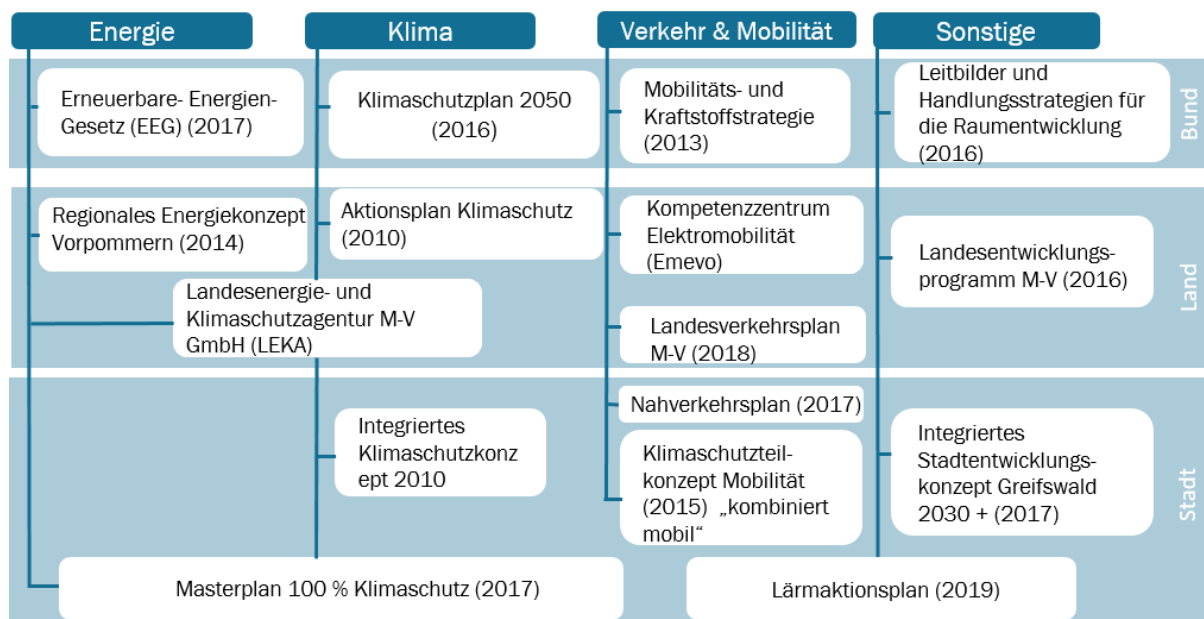 Energie
Klima
Verkehr & Mobilität
Sonstige
Erneuerbare- Energien-
Gesetz (EEG) (2017)
Klimaschutzplan 2050
(2016)
Mobilitäts- und
Kraftstoffstrategie
(2013)
Leitbilder und
Handlungsstrategien für
die Raumentwicklung
(2016)
Bund
Regionales Energiekonzept
Vorpommern (2014)
Aktionsplan Klimaschutz
(2010)
Kompetenzzentrum
Elektromobilität
(Emevo)
Landesentwicklungs-
programm M-V (2016)
Landesenergie- und
Klimaschutzagentur M-V
GmbH (LEKA)
Landesverkehrsplan
M-V (2018)
Land
Nahverkehrsplan (2017)
Integriertes
Klimaschutzkonz
ept 2010
Klimaschutzteil-
konzept Mobilität
(2015) „kombiniert
mobil“
Integriertes
Stadtentwicklungs-
konzept Greifswald
2030 + (2017)
Stadt
Masterplan 100 % Klimaschutz (2017)
Lärmaktionsplan (2019)